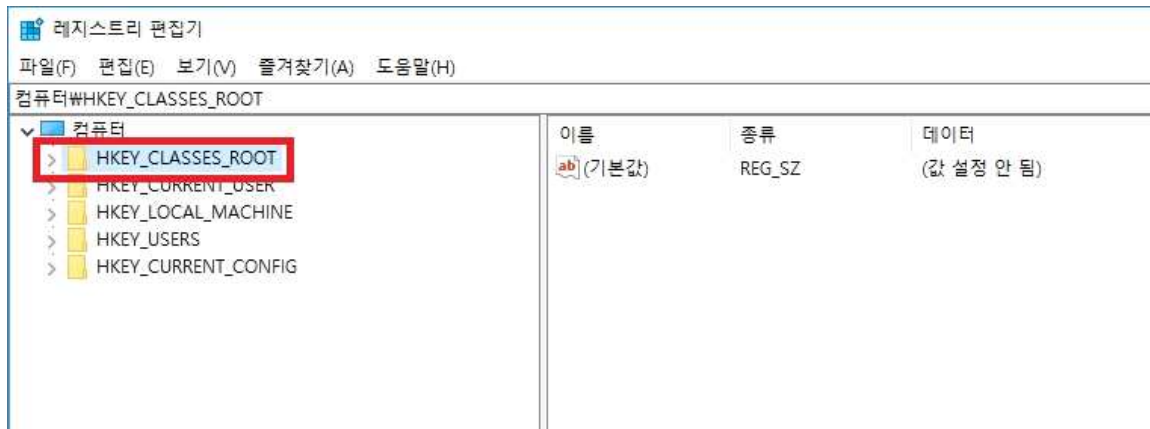 레지스트리 편집기
파일(F) 편집(E) 보기(V) 즐겨찾기(A) 도움말(H)
컴퓨터₩HKEY_CLASSES_ROOT
컴퓨터
HKEY_CLASSES_ROOT
HKEY_CURRENT_USER
HKEY_LOCAL_MACHINE
HKEY_USERS
HKEY_CURRENT_CONFIG
이름 종류 데이터
ab (기본값) REG_SZ (값 설정 안 됨)